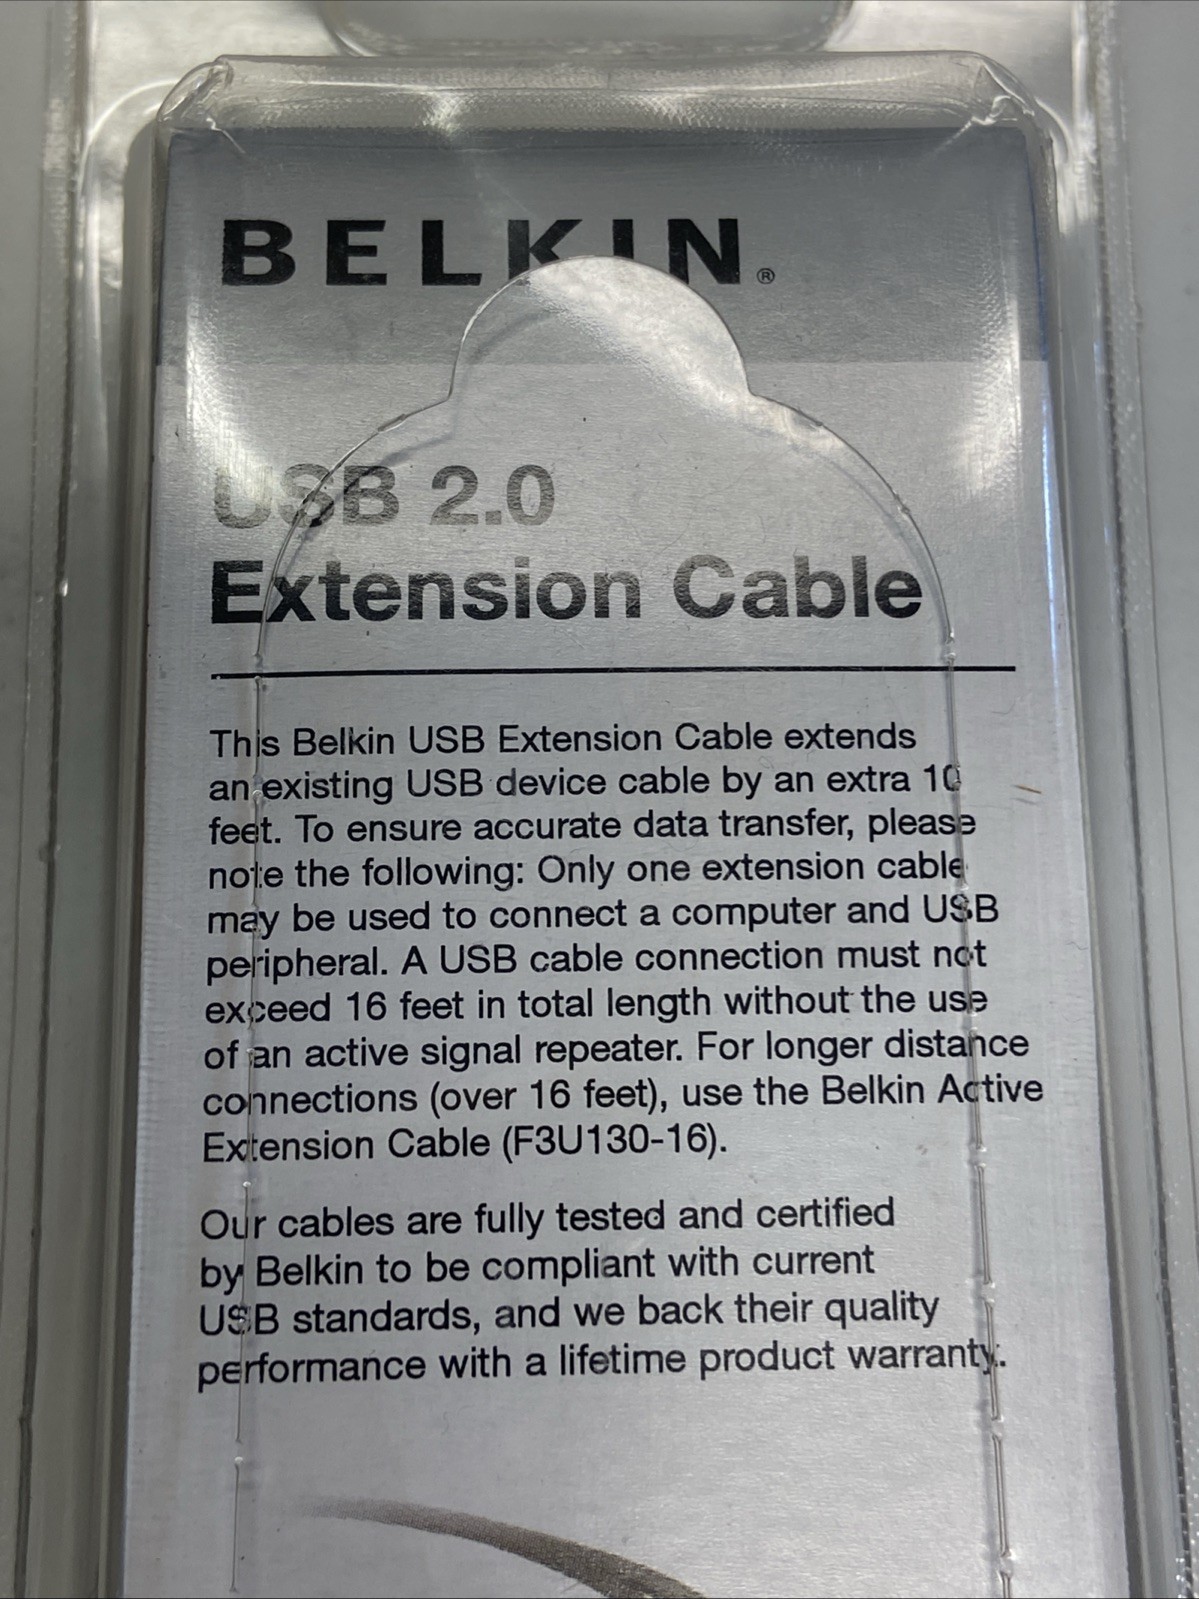 BELKIN®
USB 2.0
Extension Cable
This Belkin USB Extension Cable extends
an existing USB device cable by an extra 10
feet. To ensure accurate data transfer, please
note the following: Only one extension cable
may be used to connect a computer and USB
peripheral. A USB cable connection must not
exceed 16 feet in total length without the use
of an active signal repeater. For longer distance
connections (over 16 feet), use the Belkin Active
Extension Cable (F3U130-16).
Our cables are fully tested and certified
by Belkin to be compliant with current
USB standards, and we back their quality
performance with a lifetime product warranty.